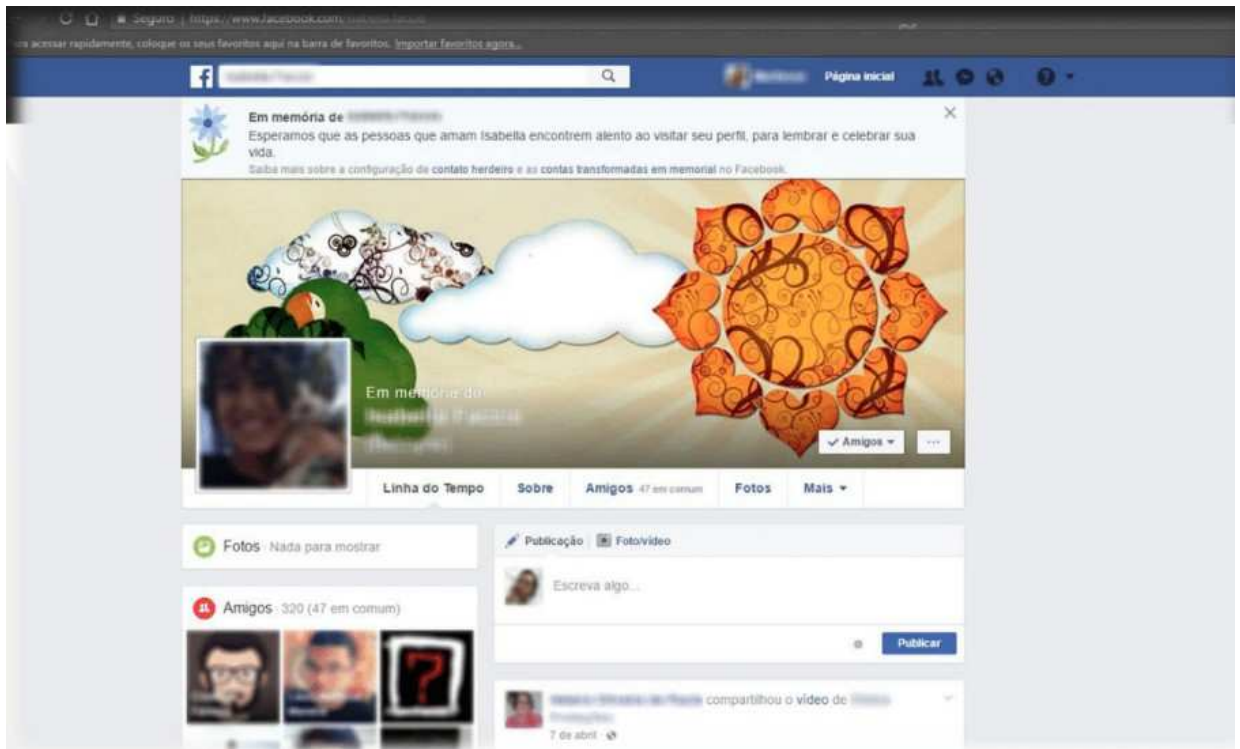 Seguro | https://www.facebook.com/
acessar rapidamente, coloque os seus favoritos aqui na barra de favoritos. Importar favoritos agora...
f
Página inicial
Em memória de
Esperamos que as pessoas que amam Isabella encontrem alento ao visitar seu perfil, para lembrar e celebrar sua
vida.
Saiba mais sobre a configuração de contato herdeiro e as contas transformadas em memorial no Facebook.
Em memória de
Amigos
...
Linha do Tempo Sobre Amigos 47 em comum Fotos Mais
Fotos · Nada para mostrar
Publicação Foto/vídeo
Escreva algo...
Amigos · 320 (47 em comum)
Publicar
?
compartilhou o vídeo de
7 de abril ·